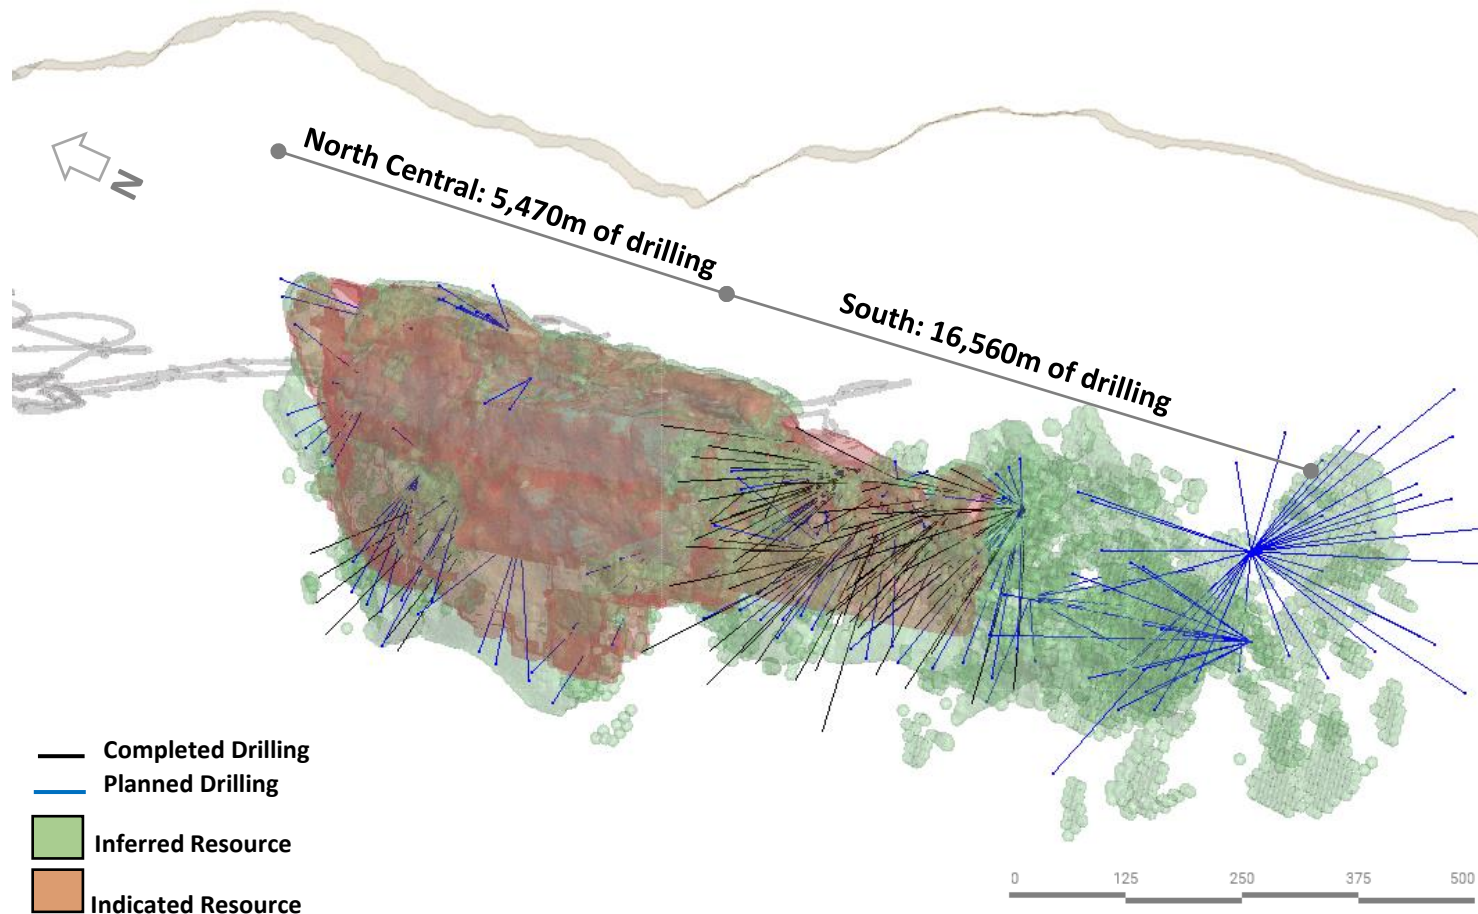 N
North Central: 5,470m of drilling
South: 16,560m of drilling
Completed Drilling
Planned Drilling
Inferred Resource
Indicated Resource
0 125 250 375 500